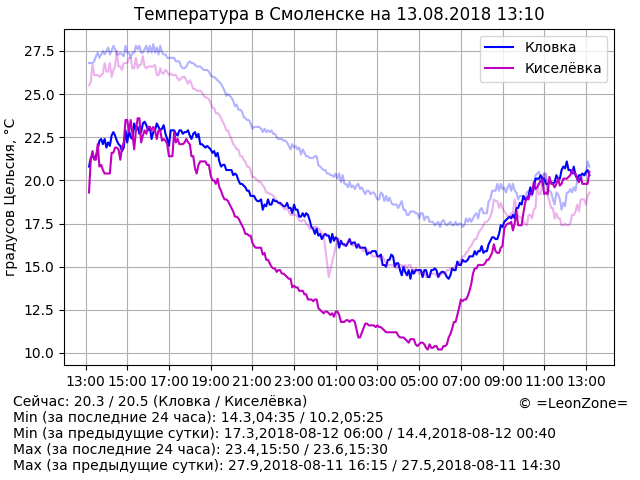 Температура в Смоленске на 13.08.2018 13:10
Кловка
Киселёвка
градусов Цельсия, °C
27.5
25.0
22.5
20.0
17.5
15.0
12.5
10.0
13:00 15:00 17:00 19:00 21:00 23:00 01:00 03:00 05:00 07:00 09:00 11:00 13:00
Сейчас: 20.3 / 20.5 (Кловка / Киселёвка)
© =LeonZone=
Min (за последние 24 часа): 14.3,04:35 / 10.2,05:25
Min (за предыдущие сутки): 17.3,2018-08-12 06:00 / 14.4,2018-08-12 00:40
Max (за последние 24 часа): 23.4,15:50 / 23.6,15:30
Max (за предыдущие сутки): 27.9,2018-08-11 16:15 / 27.5,2018-08-11 14:30